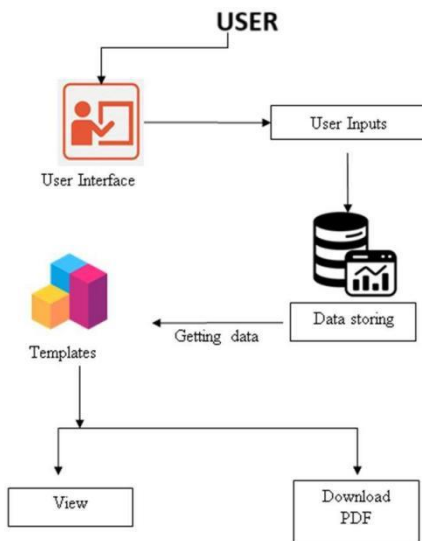 USER
User Inputs
User Interface
Data storing
Getting data
Templates
View
Download
PDF